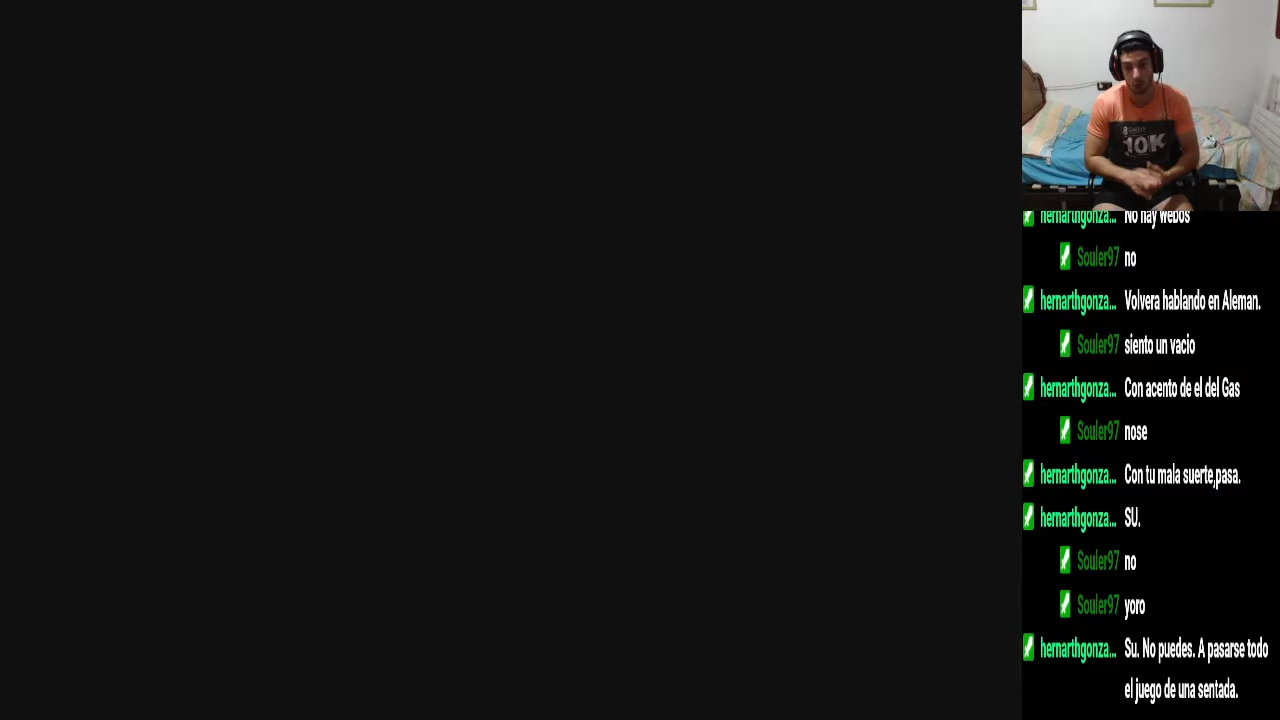 10K
hernarthgonza... No hay webos
Souler97 no
hernarthgonza... Volvera hablando en Aleman.
Souler97 siento un vacio
hernarthgonza... Con acento de el del Gas
Souler97 nose
hernarthgonza... Con tu mala suerte,pasa.
hernarthgonza... SU.
Souler97 no
Souler97 yoro
hernarthgonza... Su. No puedes. A pasarse todo
el juego de una sentada.